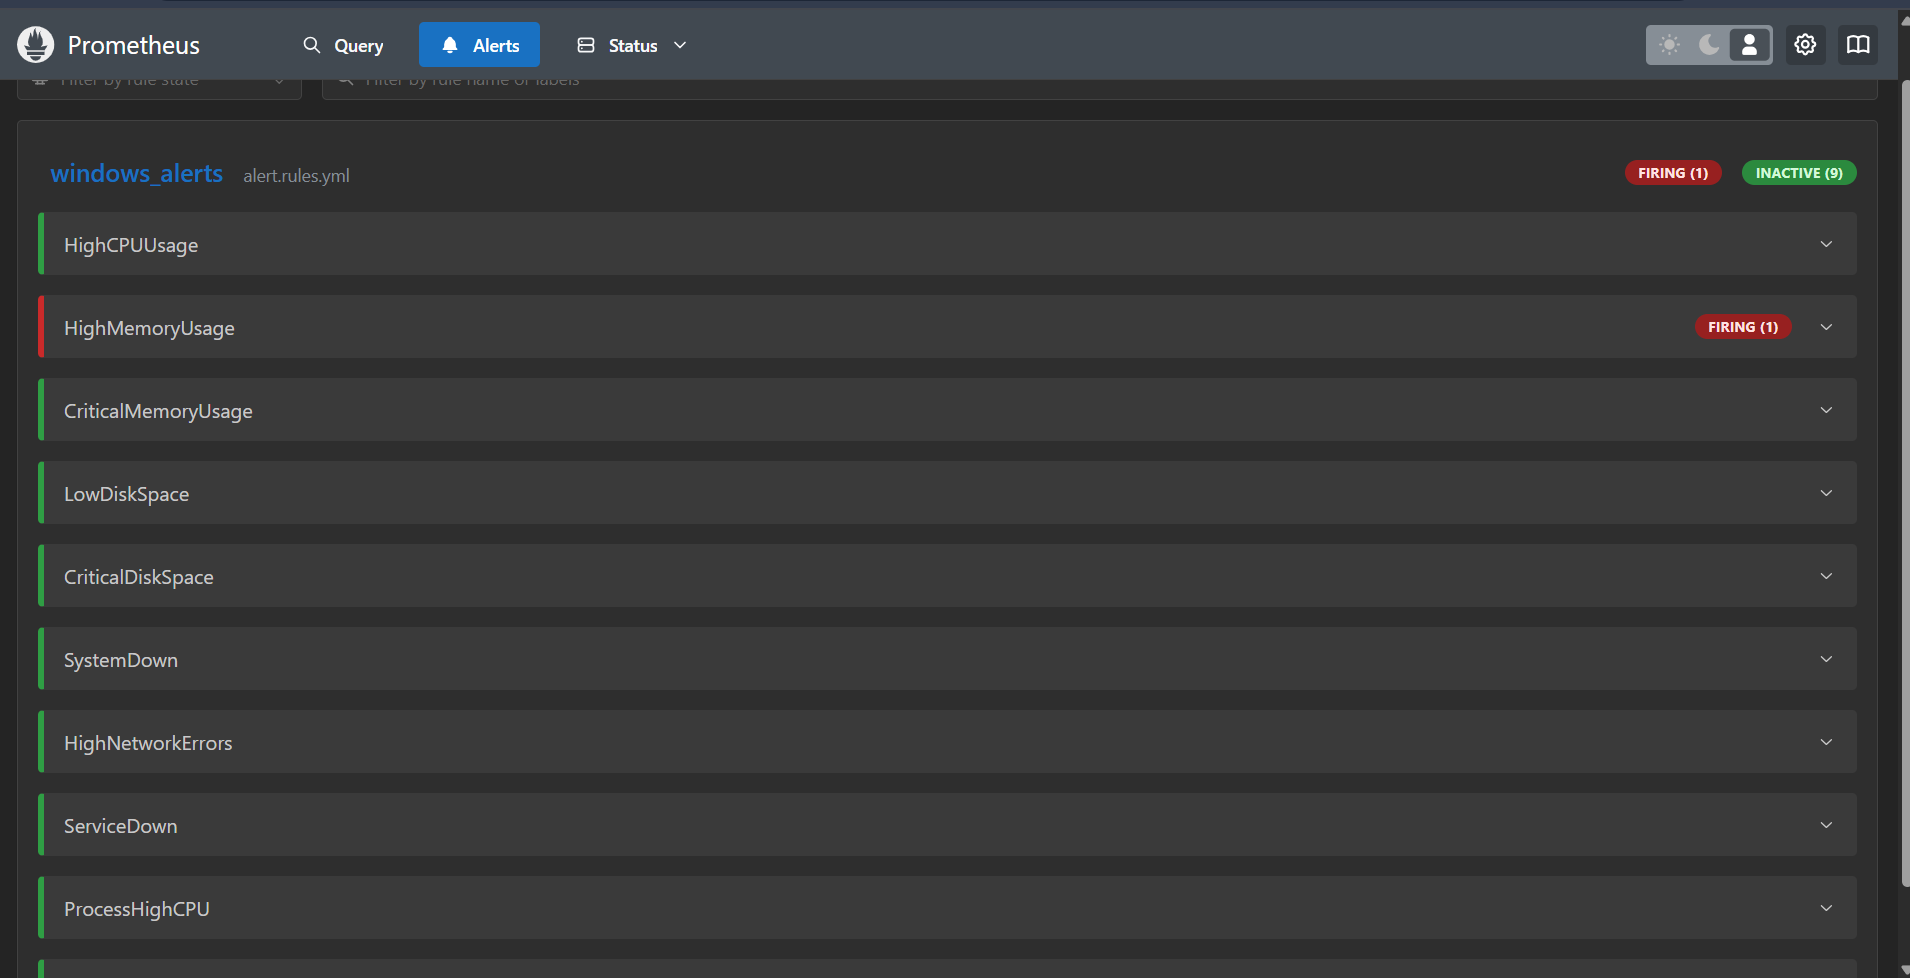 Prometheus
Query
Alerts
Status
Filter by rule state
Filter by rule name or labels
windows_alerts
alert.rules.yml
FIRING (1)
INACTIVE (9)
HighCPUUsage
HighMemoryUsage
FIRING (1)
CriticalMemoryUsage
LowDiskSpace
CriticalDiskSpace
SystemDown
HighNetworkErrors
ServiceDown
ProcessHighCPU